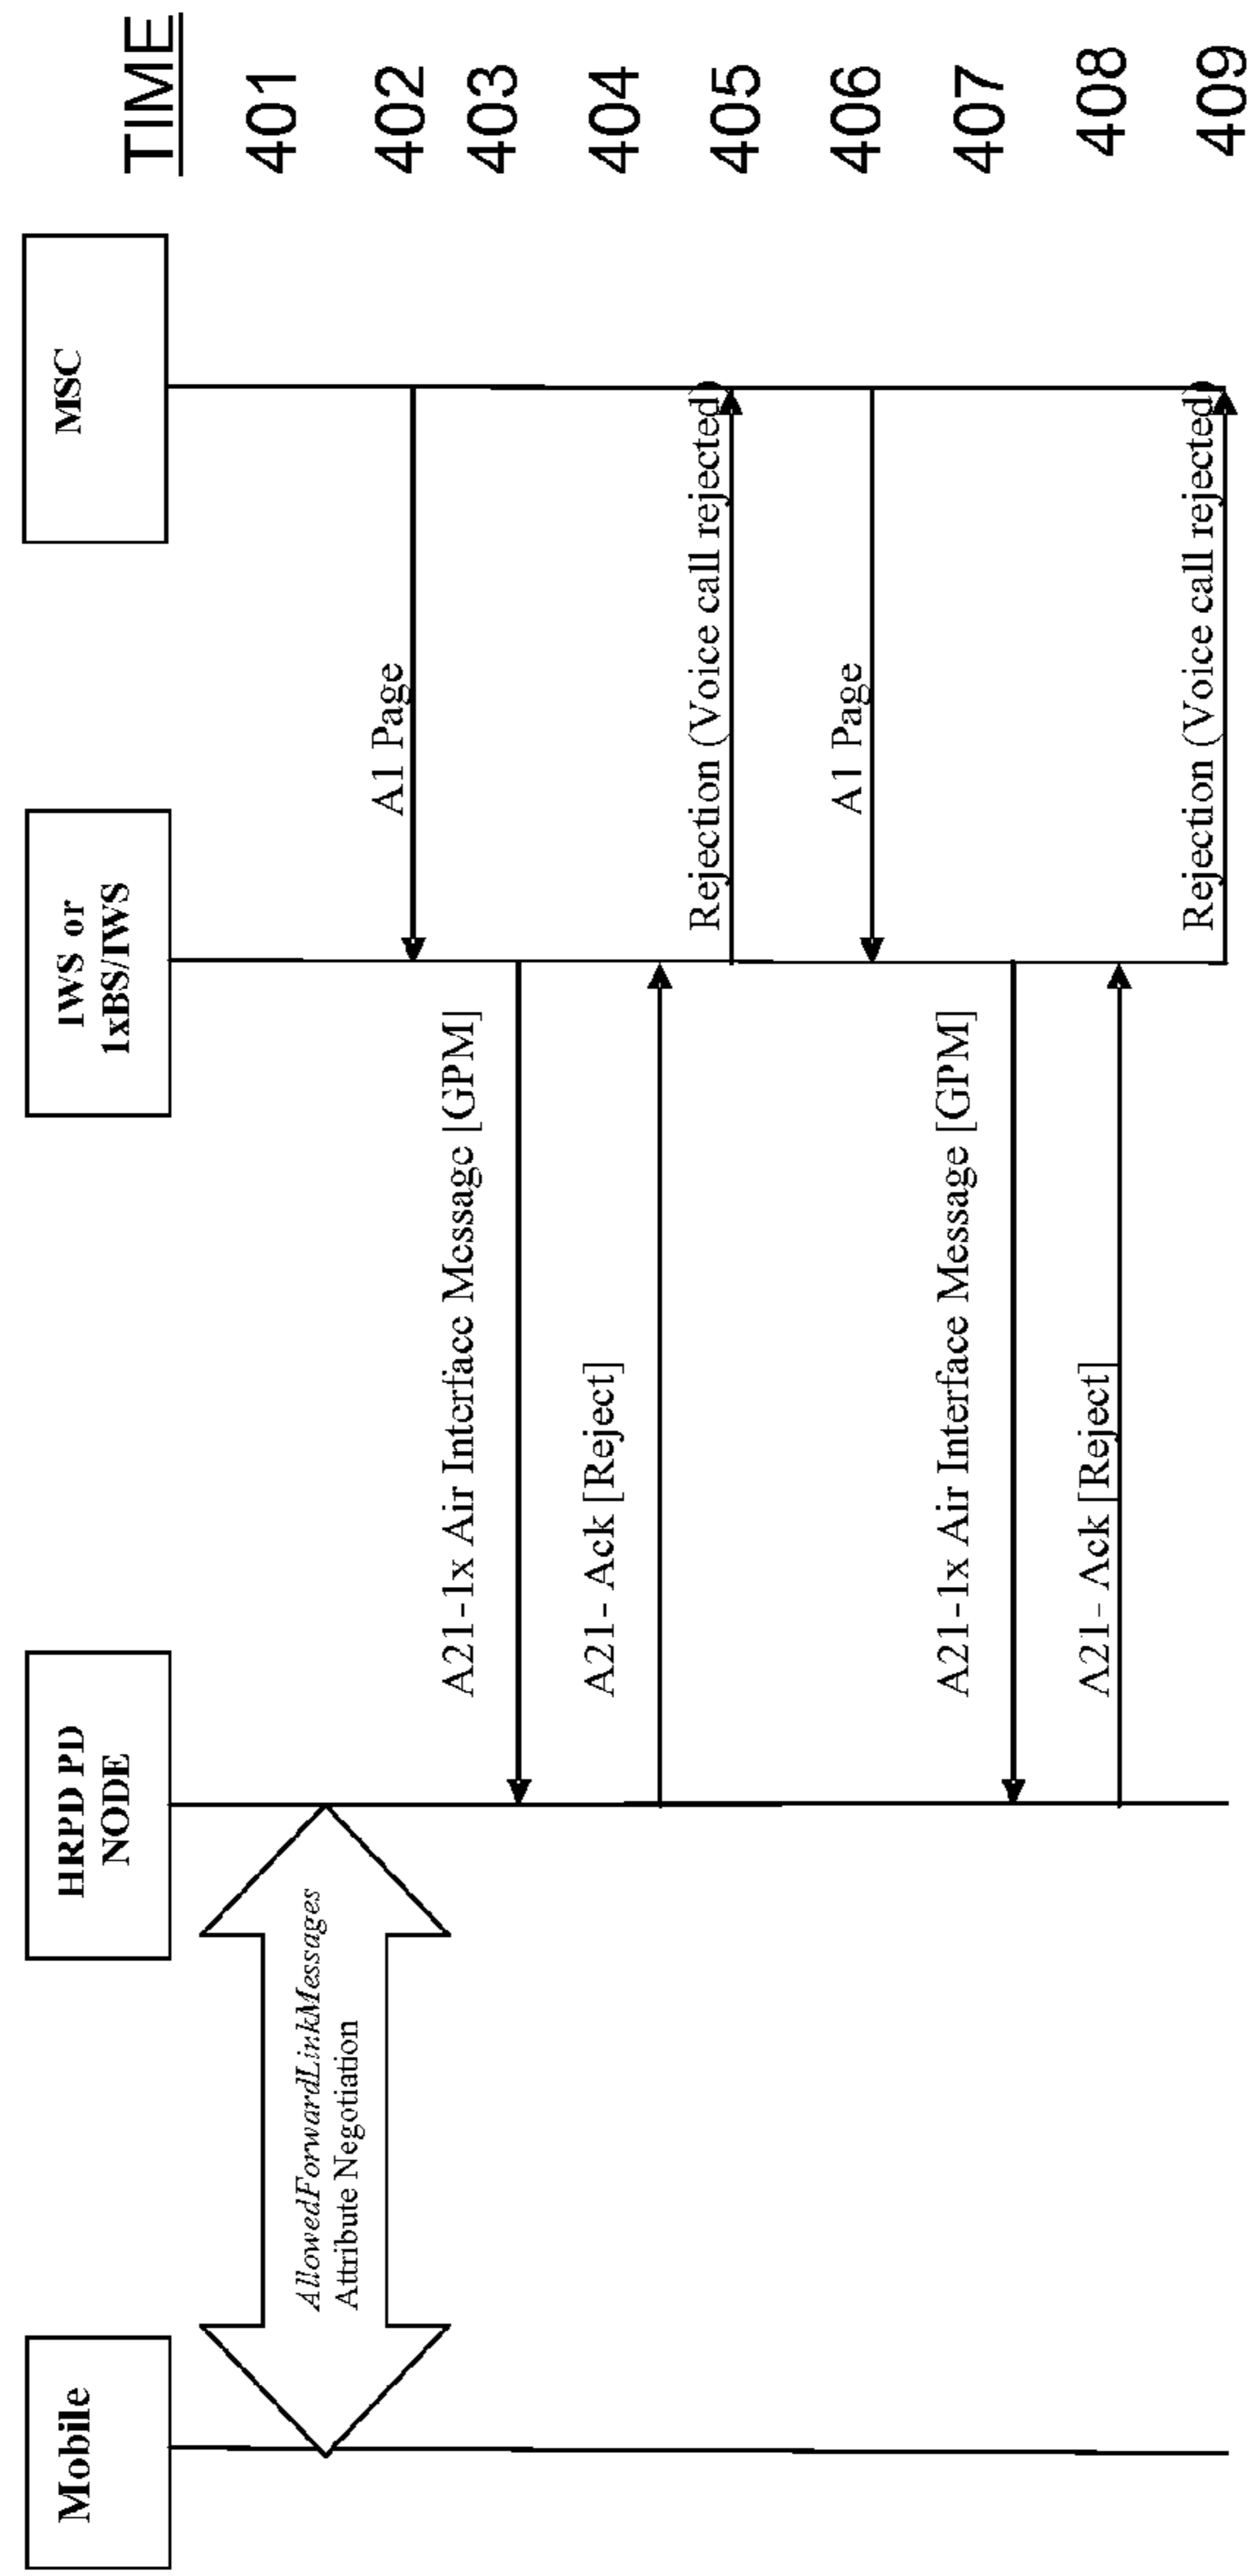 Mobile
HRPD PD
NODE
IWS or
1xBS/IWS
MSC
TIME
AllowedForwardLinkMessages
Attribute Negotiation
401
A1 Page
402
A21-1x Air Interface Message [GPM]
403
A21- Ack [Reject]
404
Rejection (Voice call rejected)
405
A1 Page
406
A21-1x Air Interface Message [GPM]
407
A21- Ack [Reject]
408
Rejection (Voice call rejected)
409